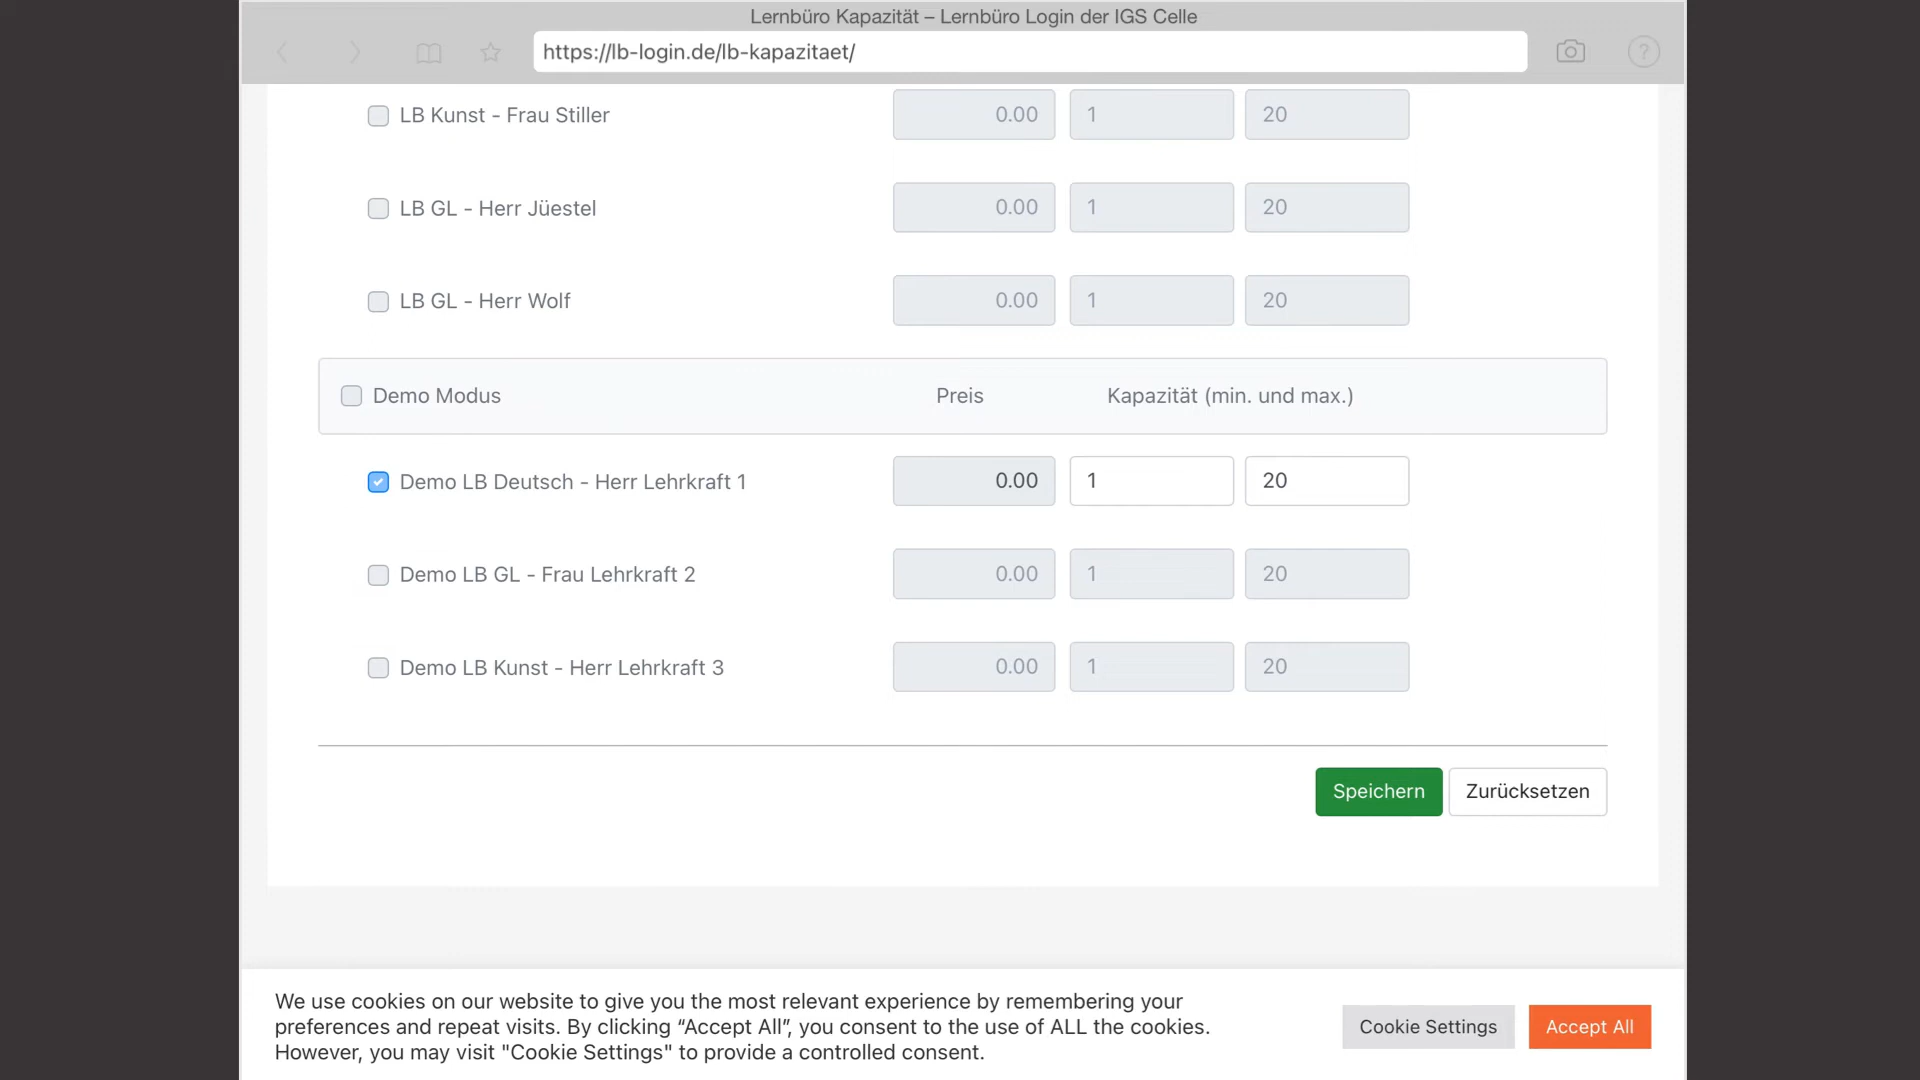 Lernbüro Kapazität – Lernbüro Login der IGS Celle
https://lb-login.de/lb-kapazitaet/
?
LB Kunst - Frau Stiller 0.00 1 20
LB GL - Herr Jüestel 0.00 1 20
LB GL - Herr Wolf 0.00 1 20
Demo Modus Preis Kapazität (min. und max.)
Demo LB Deutsch - Herr Lehrkraft 1 0.00 1 20
Demo LB GL - Frau Lehrkraft 2 0.00 1 20
Demo LB Kunst - Herr Lehrkraft 3 0.00 1 20
Speichern Zurücksetzen
We use cookies on our website to give you the most relevant experience by remembering your
preferences and repeat visits. By clicking “Accept All”, you consent to the use of ALL the cookies.
However, you may visit "Cookie Settings" to provide a controlled consent.
Cookie Settings Accept All